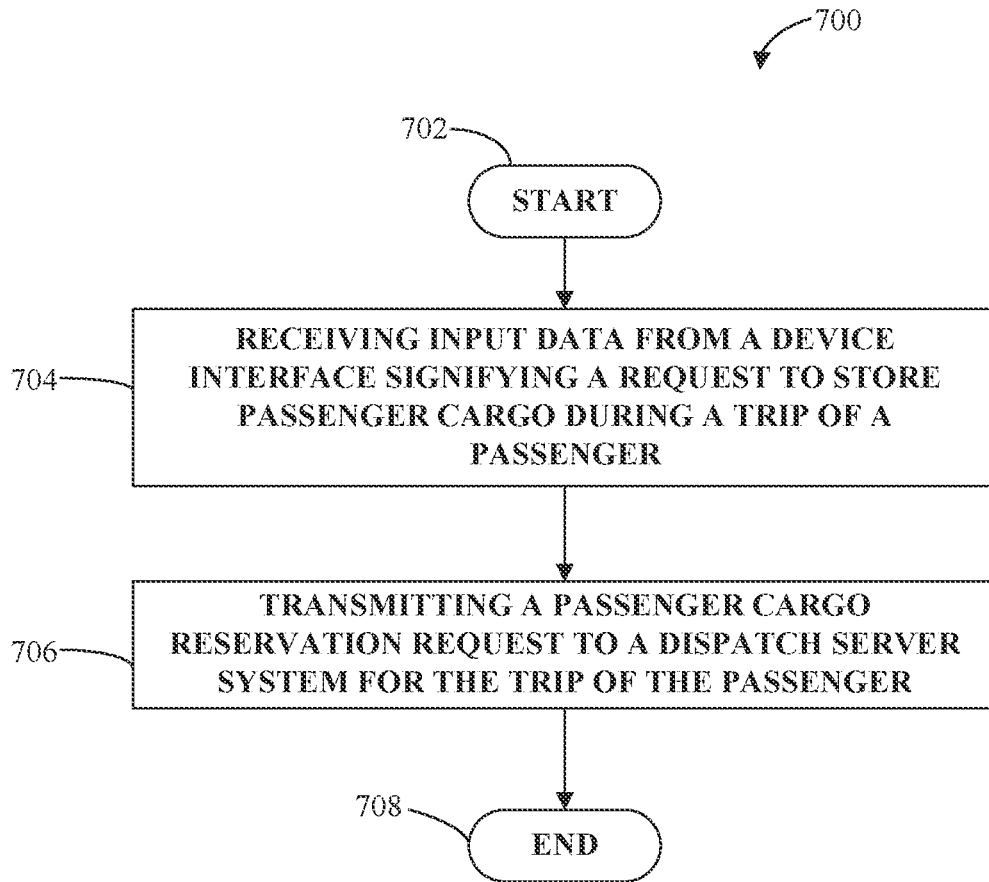 700
702
START
704
RECEIVING INPUT DATA FROM A DEVICE
INTERFACE SIGNIFYING A REQUEST TO STORE
PASSENGER CARGO DURING A TRIP OF A
PASSENGER
706
TRANSMITTING A PASSENGER CARGO
RESERVATION REQUEST TO A DISPATCH SERVER
SYSTEM FOR THE TRIP OF THE PASSENGER
708
END